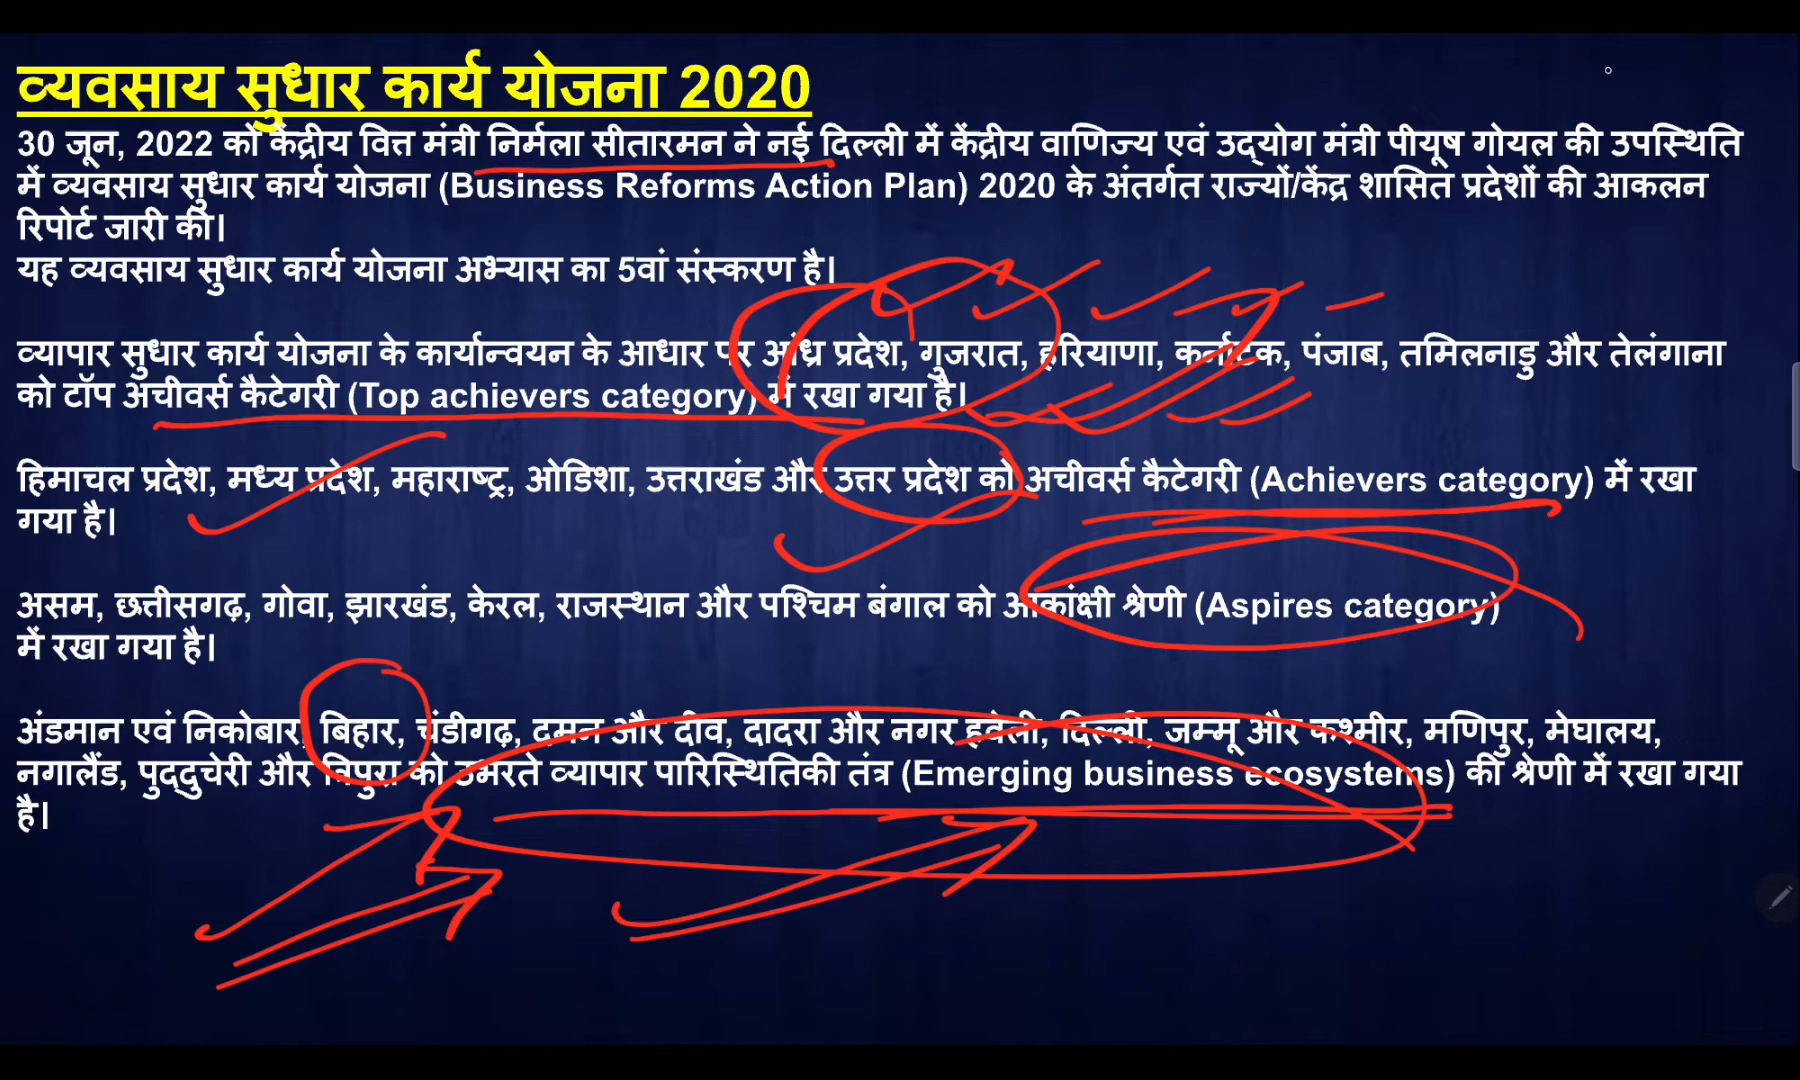 व्यवसाय सुधार कार्य योजना 2020
30 जून, 2022 को केंद्रीय वित्त मंत्री निर्मला सीतारमन ने नई दिल्ली में केंद्रीय वाणिज्य एवं उद्योग मंत्री पीयूष गोयल की उपस्थिति
में व्यवसाय सुधार कार्य योजना (Business Reforms Action Plan) 2020 के अंतर्गत राज्यों/केंद्र शासित प्रदेशों की आकलन
रिपोर्ट जारी की।
यह व्यवसाय सुधार कार्य योजना अभ्यास का 5वां संस्करण है।
व्यापार सुधार कार्य योजना के कार्यान्वयन के आधार पर आंध्र प्रदेश, गुजरात, हरियाणा, कर्नाटक, पंजाब, तमिलनाडु और तेलंगाना
को टॉप अचीवर्स कैटेगरी (Top achievers category) में रखा गया है।
हिमाचल प्रदेश, मध्य प्रदेश, महाराष्ट्र, ओडिशा, उत्तराखंड और उत्तर प्रदेश को अचीवर्स कैटेगरी (Achievers category) में रखा
गया है।
असम, छत्तीसगढ़, गोवा, झारखंड, केरल, राजस्थान और पश्चिम बंगाल को आकांक्षी श्रेणी (Aspires category)
में रखा गया है।
अंडमान एवं निकोबार, बिहार, चंडीगढ़, दमन और दीव, दादरा और नगर हवेली, दिल्ली, जम्मू और कश्मीर, मणिपुर, मेघालय,
नगालैंड, पुद्दुचेरी और त्रिपुरा को उभरते व्यापार पारिस्थितिकी तंत्र (Emerging business ecosystems) की श्रेणी में रखा गया
है।